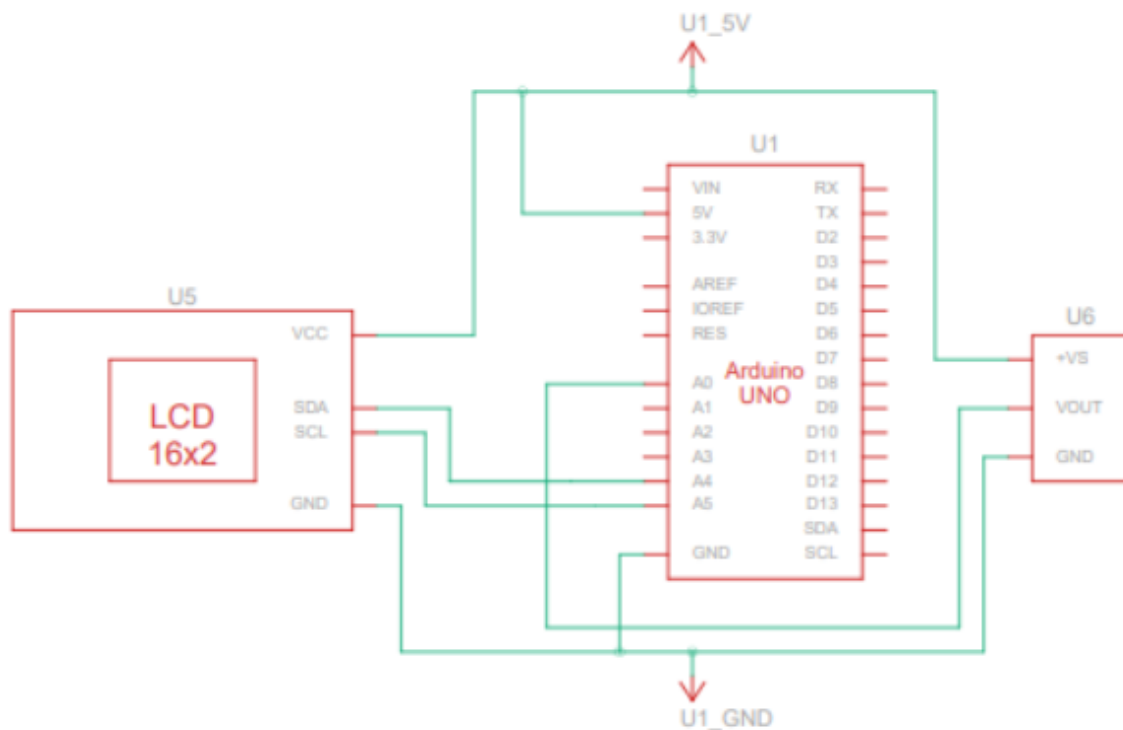 U1_5V
U1
VIN RX
5V TX
3.3V D2
D3
AREF D4
IOREF D5
RES D6
D7
A0 D8
A1 D9
A2 D10
A3 D11
A4 D12
A5 D13
SDA
GND SCL
Arduino
UNO
U5
VCC
SDA
SCL
GND
LCD
16x2
U6
+VS
VOUT
GND
U1_GND